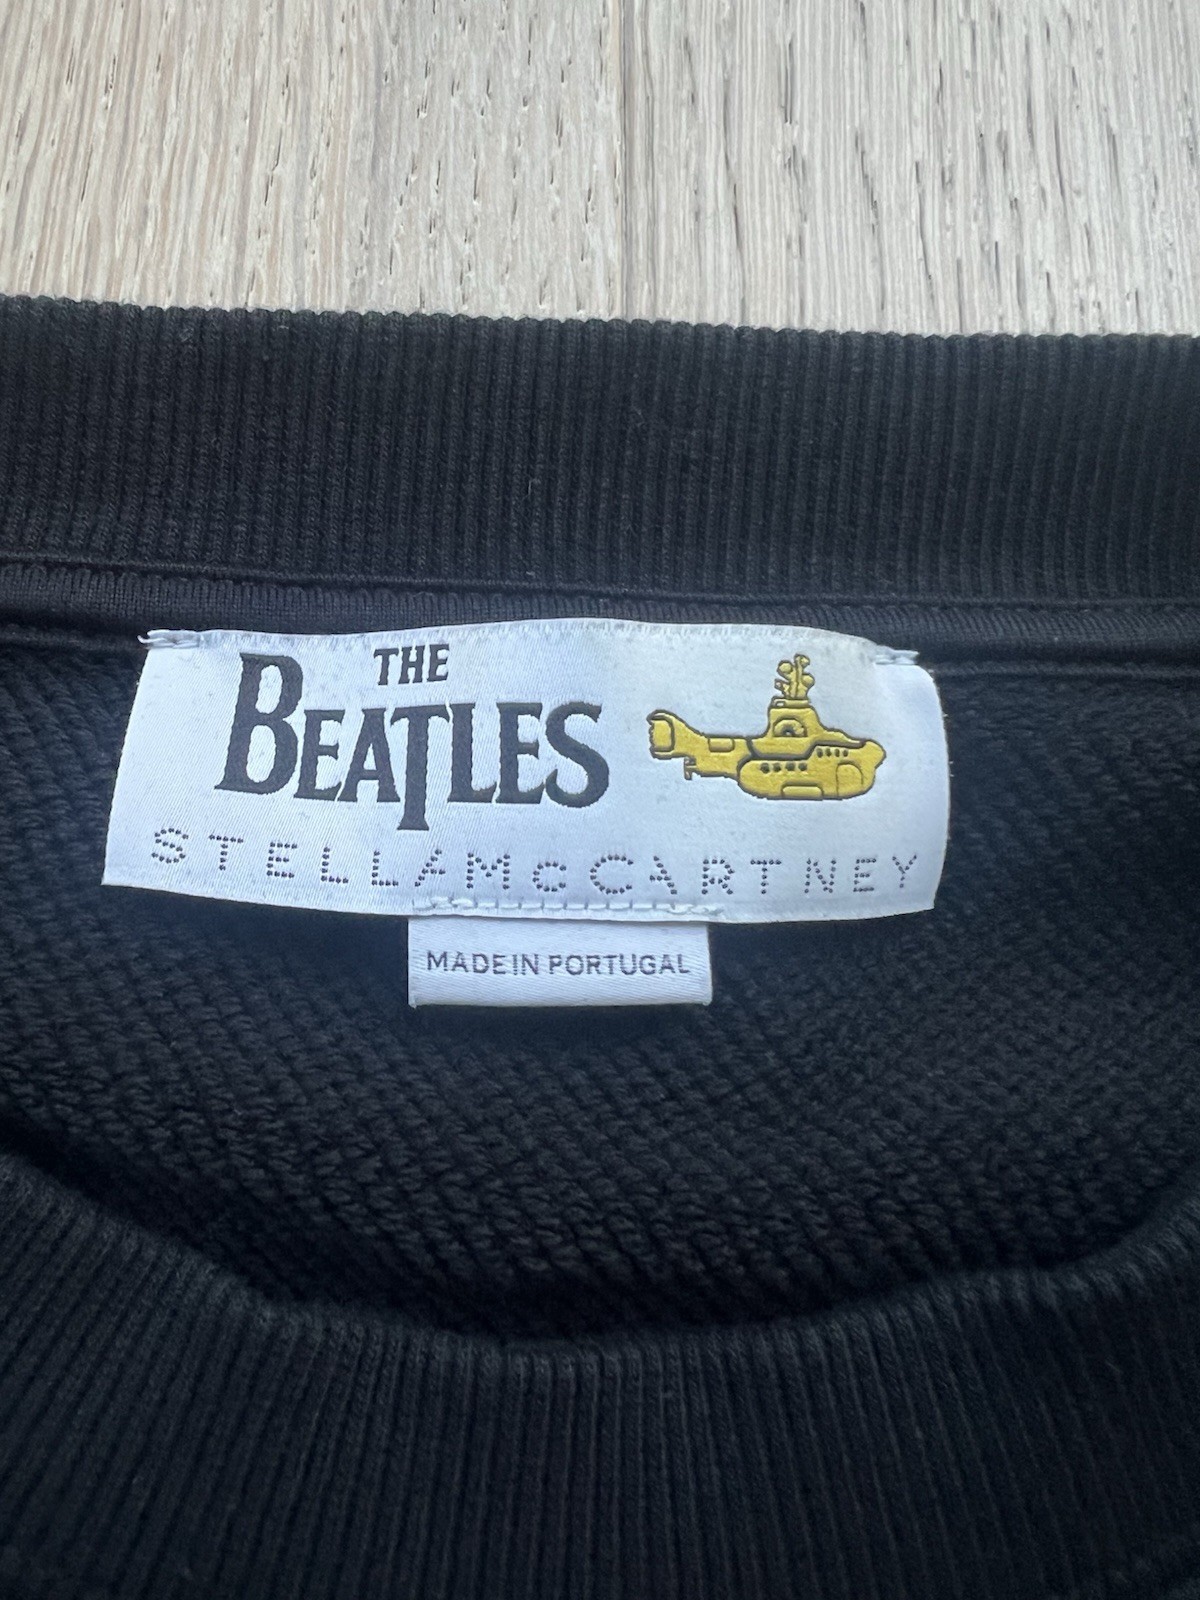 THE
BEATLES
STELLAMcCARTNEY
MADE IN PORTUGAL